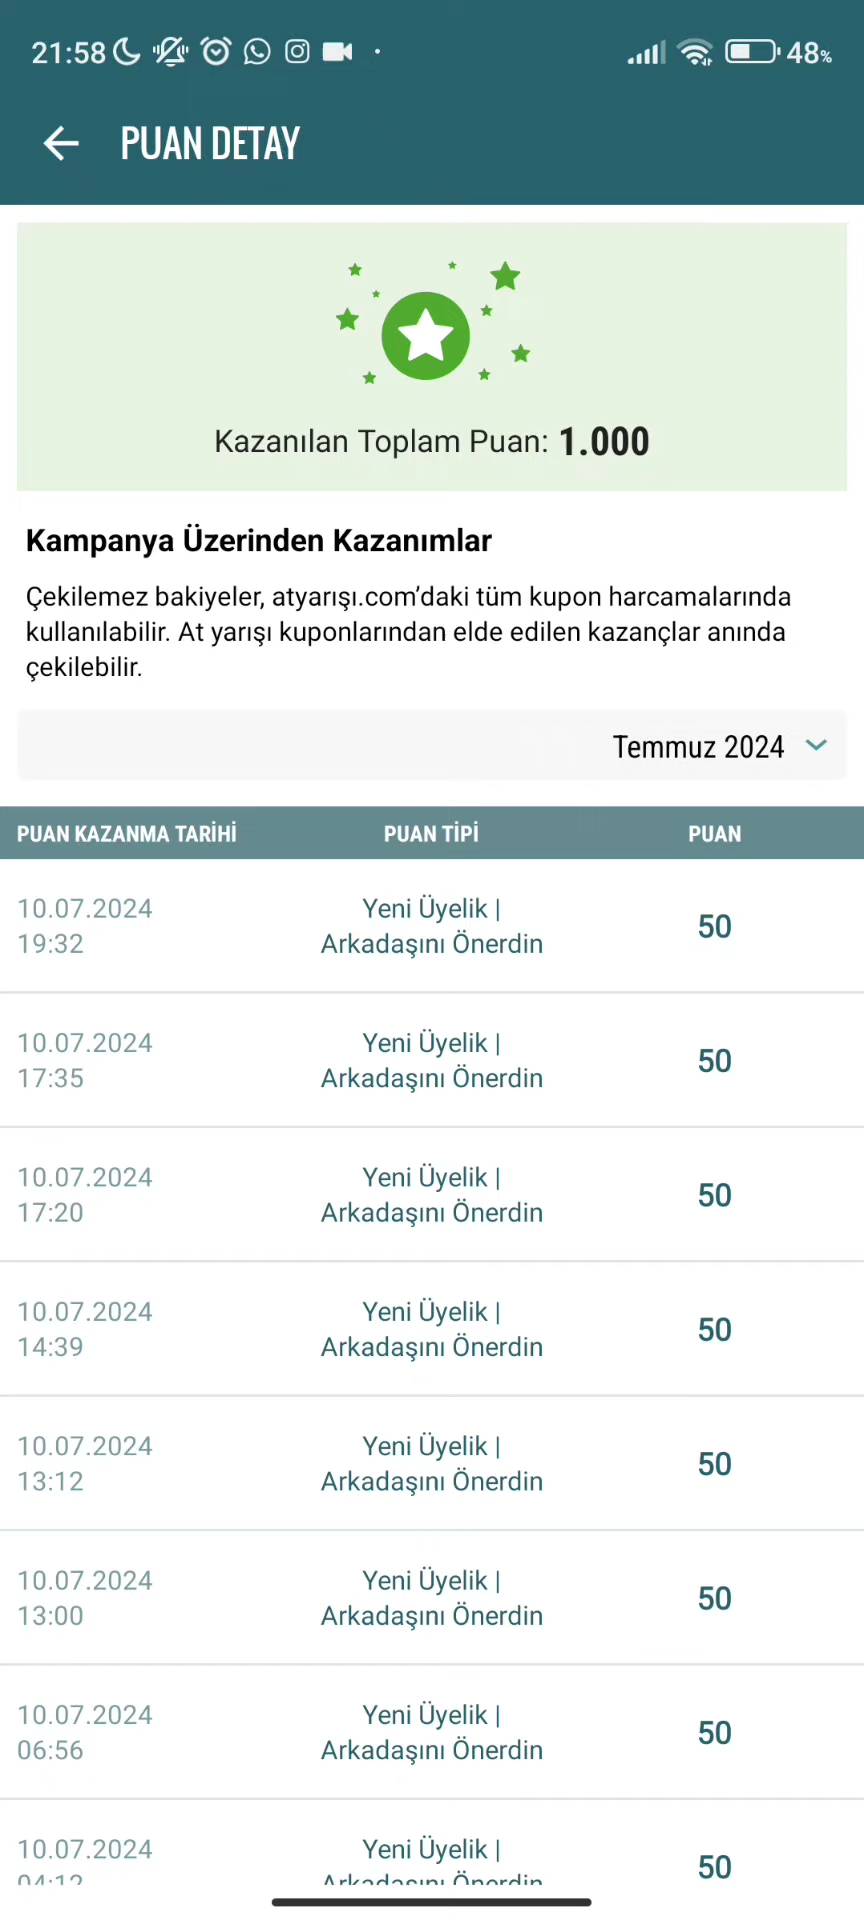 21:58 48%
PUAN DETAY
Kazanılan Toplam Puan: 1.000
Kampanya Üzerinden Kazanımlar
Çekilemez bakiyeler, atyarışı.com’daki tüm kupon harcamalarında
kullanılabilir. At yarışı kuponlarından elde edilen kazançlar anında
çekilebilir.
Temmuz 2024
PUAN KAZANMA TARİHİ PUAN TİPİ PUAN
10.07.2024 Yeni Üyelik |
19:32 Arkadaşını Önerdin 50
10.07.2024 Yeni Üyelik |
17:35 Arkadaşını Önerdin 50
10.07.2024 Yeni Üyelik |
17:20 Arkadaşını Önerdin 50
10.07.2024 Yeni Üyelik |
14:39 Arkadaşını Önerdin 50
10.07.2024 Yeni Üyelik |
13:12 Arkadaşını Önerdin 50
10.07.2024 Yeni Üyelik |
13:00 Arkadaşını Önerdin 50
10.07.2024 Yeni Üyelik |
06:56 Arkadaşını Önerdin 50
10.07.2024 Yeni Üyelik |
04:12 Arkadaşını Önerdin 50